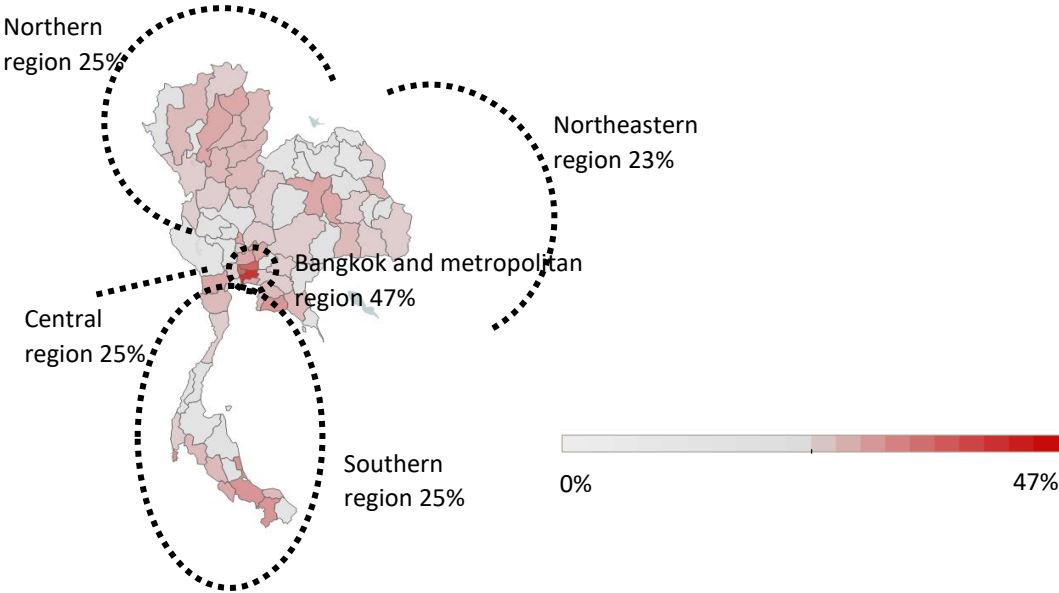 Northern
region 25%
Northeastern
region 23%
Bangkok and metropolitan
region 47%
Central
region 25%
Southern
region 25%
0%
47%